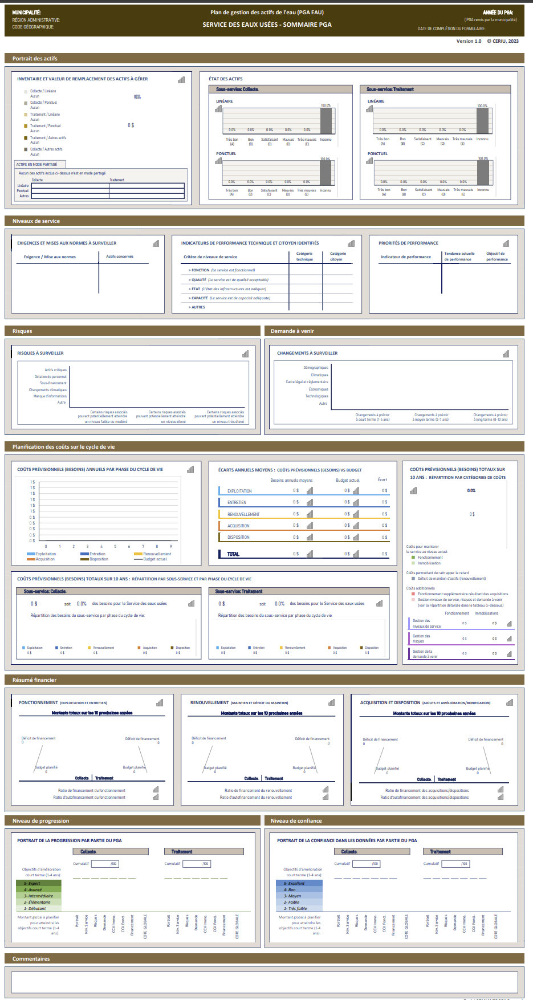 MUNICIPALITÉ:
RÉGION ADMINISTRATIVE:
CODE GÉOGRAPHIQUE:
Plan de gestion des actifs de l'eau (PGA EAU)
SERVICE DES EAUX USÉES - SOMMAIRE PGA
ANNÉE DU PGA:
( PGA remis par la municipalité)
DATE DE COMPLÉTION DU FORMULAIRE:
Version 1.0 © CERIU, 2023
Portrait des actifs
INVENTAIRE ET VALEUR DE REMPLACEMENT DES ACTIFS À GÉRER
Collecte / Linéaire
Aucun
Collecte / Ponctuel
Aucun
Traitement / Linéaire
Aucun
Traitement / Ponctuel
Aucun
Traitement / Autres actifs
Aucun
Collecte / Autres actifs
Aucun
0 $
ACTIFS EN MODE PARTAGÉ
Aucun des actifs inclus ci-dessus n'est en mode partagé
Collecte Traitement
Linéaire
Ponctuel
Autres
ÉTAT DES ACTIFS
Sous-service: Collecte
LINÉAIRE
100.0%
0.0% 0.0% 0.0% 0.0% 0.0%
Très bon Bon Satisfaisant Mauvais Très mauvais Inconnu
(A) (B) (C) (D) (E)
PONCTUEL
100.0%
0.0% 0.0% 0.0% 0.0% 0.0%
Très bon Bon Satisfaisant Mauvais Très mauvais Inconnu
(A) (B) (C) (D) (E)
Sous-service: Traitement
LINÉAIRE
100.0%
0.0% 0.0% 0.0% 0.0% 0.0%
Très bon Bon Satisfaisant Mauvais Très mauvais Inconnu
(A) (B) (C) (D) (E)
PONCTUEL
100.0%
0.0% 0.0% 0.0% 0.0% 0.0%
Très bon Bon Satisfaisant Mauvais Très mauvais Inconnu
(A) (B) (C) (D) (E)
Niveaux de service
EXIGENCES ET MISES AUX NORMES À SURVEILLER
Exigence / Mise aux normes Actifs concernés
INDICATEURS DE PERFORMANCE TECHNIQUE ET CITOYEN IDENTIFIÉS
Critère de niveaux de service Catégorie technique Catégorie citoyen
> FONCTION (Le service est fonctionnel)
> QUALITÉ (Le service est de qualité acceptable)
> ÉTAT (L'état des infrastructures est adéquat)
> CAPACITÉ (Le service est de capacité adéquate)
> AUTRES
PRIORITÉS DE PERFORMANCE
Indicateur de performance Tendance actuelle de performance Objectif de performance
Risques
RISQUES À SURVEILLER
Actifs critiques
Dotation de personnel
Sous-financement
Changements climatiques
Manque d'informations
Autre
Certains risques associés Certains risques associés Certains risques associés
pouvant potentiellement atteindre pouvant potentiellement atteindre pouvant potentiellement atteindre
un niveau faible ou modéré un niveau élevé un niveau très élevé
Demande à venir
CHANGEMENTS À SURVEILLER
Démographiques
Climatiques
Cadre légal et règlementaire
Économiques
Technologiques
Autre
Changements à prévoir Changements à prévoir Changements à prévoir
à court terme (1-4 ans) à moyen terme (5-7 ans) à long terme (8-10 ans)
Planification des coûts sur le cycle de vie
COÛTS PRÉVISIONNELS (BESOINS) ANNUELS PAR PHASE DU CYCLE DE VIE
1 $
1 $
1 $
1 $
1 $
1 $
0 $
0 $
0 $
0 $
0 $
0 1 2 3 4 5 6 7 8 9
Exploitation Entretien Renouvellement
Acquisition Disposition Budget actuel
ÉCARTS ANNUELS MOYENS : COÛTS PRÉVISIONNELS (BESOINS) VS BUDGET
Besoins annuels moyens Budget actuel Écart
EXPLOITATION 0 $ 0 $ 0 $
ENTRETIEN 0 $ 0 $ 0 $
RENOUVELLEMENT 0 $ 0 $ 0 $
ACQUISITION 0 $ 0 $ 0 $
DISPOSITION 0 $ 0 $ 0 $
TOTAL 0 $ 0 $ 0 $
COÛTS PRÉVISIONNELS (BESOINS) TOTAUX SUR
10 ANS : RÉPARTITION PAR CATÉGORIES DE COÛTS
0.0%
0 $
Coûts pour maintenir
le service au niveau actuel
Fonctionnement
Immobilisation
Coûts permettant de rattrapper le retard
Déficit de maintien d'actifs (renouvellement)
Coûts additionnels
Fonctionnement supplémentaire résultant des acquisitions
Gestion niveaux de service, risques et demande à venir
(voir la répartition détaillée dans le tableau ci-dessous)
Fonctionnement Immobilisations
Gestion des niveaux de service 0 $ 0 $
Gestion des risques 0 $ 0 $
Gestion de la demande à venir 0 $ 0 $
COÛTS PRÉVISIONNELS (BESOINS) TOTAUX SUR 10 ANS : RÉPARTITION PAR SOUS-SERVICE ET PAR PHASE DU CYCLE DE VIE
Sous-service: Collecte
0 $ soit 0.0% des besoins pour le Service des eaux usées
Répartition des besoins du sous-service par phase du cycle de vie:
Exploitation Entretien Renouvellement Acquisition Disposition
0 $ 0 $ 0 $ 0 $ 0 $
Sous-service: Traitement
0 $ soit 0.0% des besoins pour le Service des eaux usées
Répartition des besoins du sous-service par phase du cycle de vie:
Exploitation Entretien Renouvellement Acquisition Disposition
0 $ 0 $ 0 $ 0 $ 0 $
Résumé financier
FONCTIONNEMENT (EXPLOITATION ET ENTRETIEN)
Montants totaux sur les 10 prochaines années
Déficit de financement Déficit de financement
0 0
Budget planifié Budget planifié
0 0
Collecte Traitement
Ratio de financement du fonctionnement
Ratio d'autofinancement du fonctionnement
RENOUVELLEMENT (MAINTIEN ET DÉFICIT DU MAINTIEN)
Montants totaux sur les 10 prochaines années
Déficit de financement Déficit de financement
0 0
Budget planifié Budget planifié
0 0
Collecte Traitement
Ratio de financement du renouvellement
Ratio d'autofinancement du renouvellement
ACQUISITION ET DISPOSITION (AJOUTS ET AMÉLIORATION/BONIFICATION)
Montants totaux sur les 10 prochaines années
Déficit de financement Déficit de financement
0 0
Budget planifié Budget planifié
0 0
Collecte Traitement
Ratio de financement des acquisitions/dispositions
Ratio d'autofinancement des acquisitions/dispositions
Niveau de progression
PORTRAIT DE LA PROGRESSION PAR PARTIE DU PGA
Collecte Traitement
Cumulatif /100 /100
Objectifs d'amélioration
court terme (1-4 ans):
5- Expert
4- Avancé
3- Intermédiaire
2- Élémentaire
1- Débutant
Montant global à planifier
pour atteindre les
objectifs court terme (1-4
ans):
Portrait Niv. Service Risques Demande CCV Immo. CCV Fonct. Financement COTE GLOBALE
Portrait Niv. Service Risques Demande CCV Immo. CCV Fonct. Financement COTE GLOBALE
Niveau de confiance
PORTRAIT DE LA CONFIANCE DANS LES DONNÉES PAR PARTIE DU PGA
Collecte Traitement
Cumulatif /100 Cumulatif /100
Objectifs d'amélioration
court terme (1-4 ans):
5- Excellent
4- Bon
3- Moyen
2- Faible
1- Très faible
Montant global à planifier
pour atteindre les
objectifs court terme (1-4
ans):
Portrait Niv. Service Risques Demande CCV Immo. CCV Fonct. Financement COTE GLOBALE
Portrait Niv. Service Risques Demande CCV Immo. CCV Fonct. Financement COTE GLOBALE
Commentaires